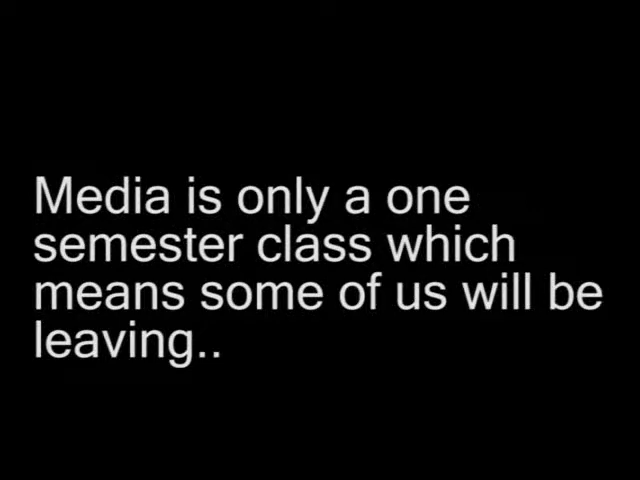 Media is only a one
semester class which
means some of us will be
leaving..